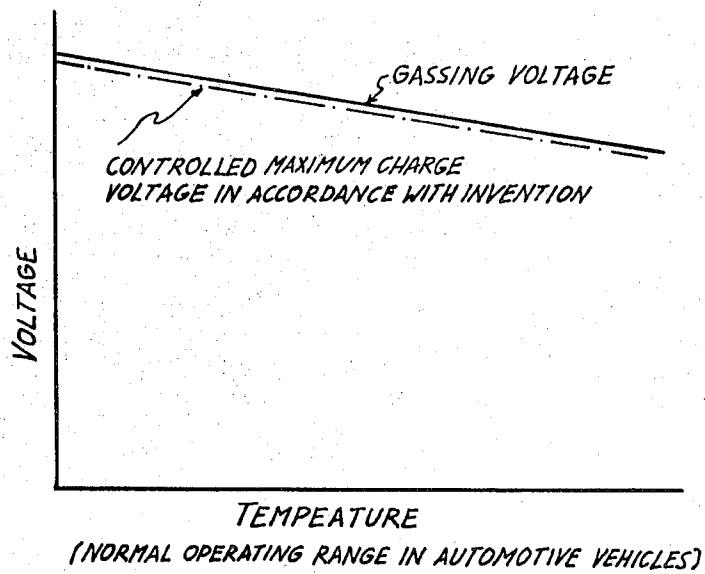 GASSING VOLTAGE
CONTROLLED MAXIMUM CHARGE
VOLTAGE IN ACCORDANCE WITH INVENTION
VOLTAGE
TEMPEATURE
(NORMAL OPERATING RANGE IN AUTOMOTIVE VEHICLES)